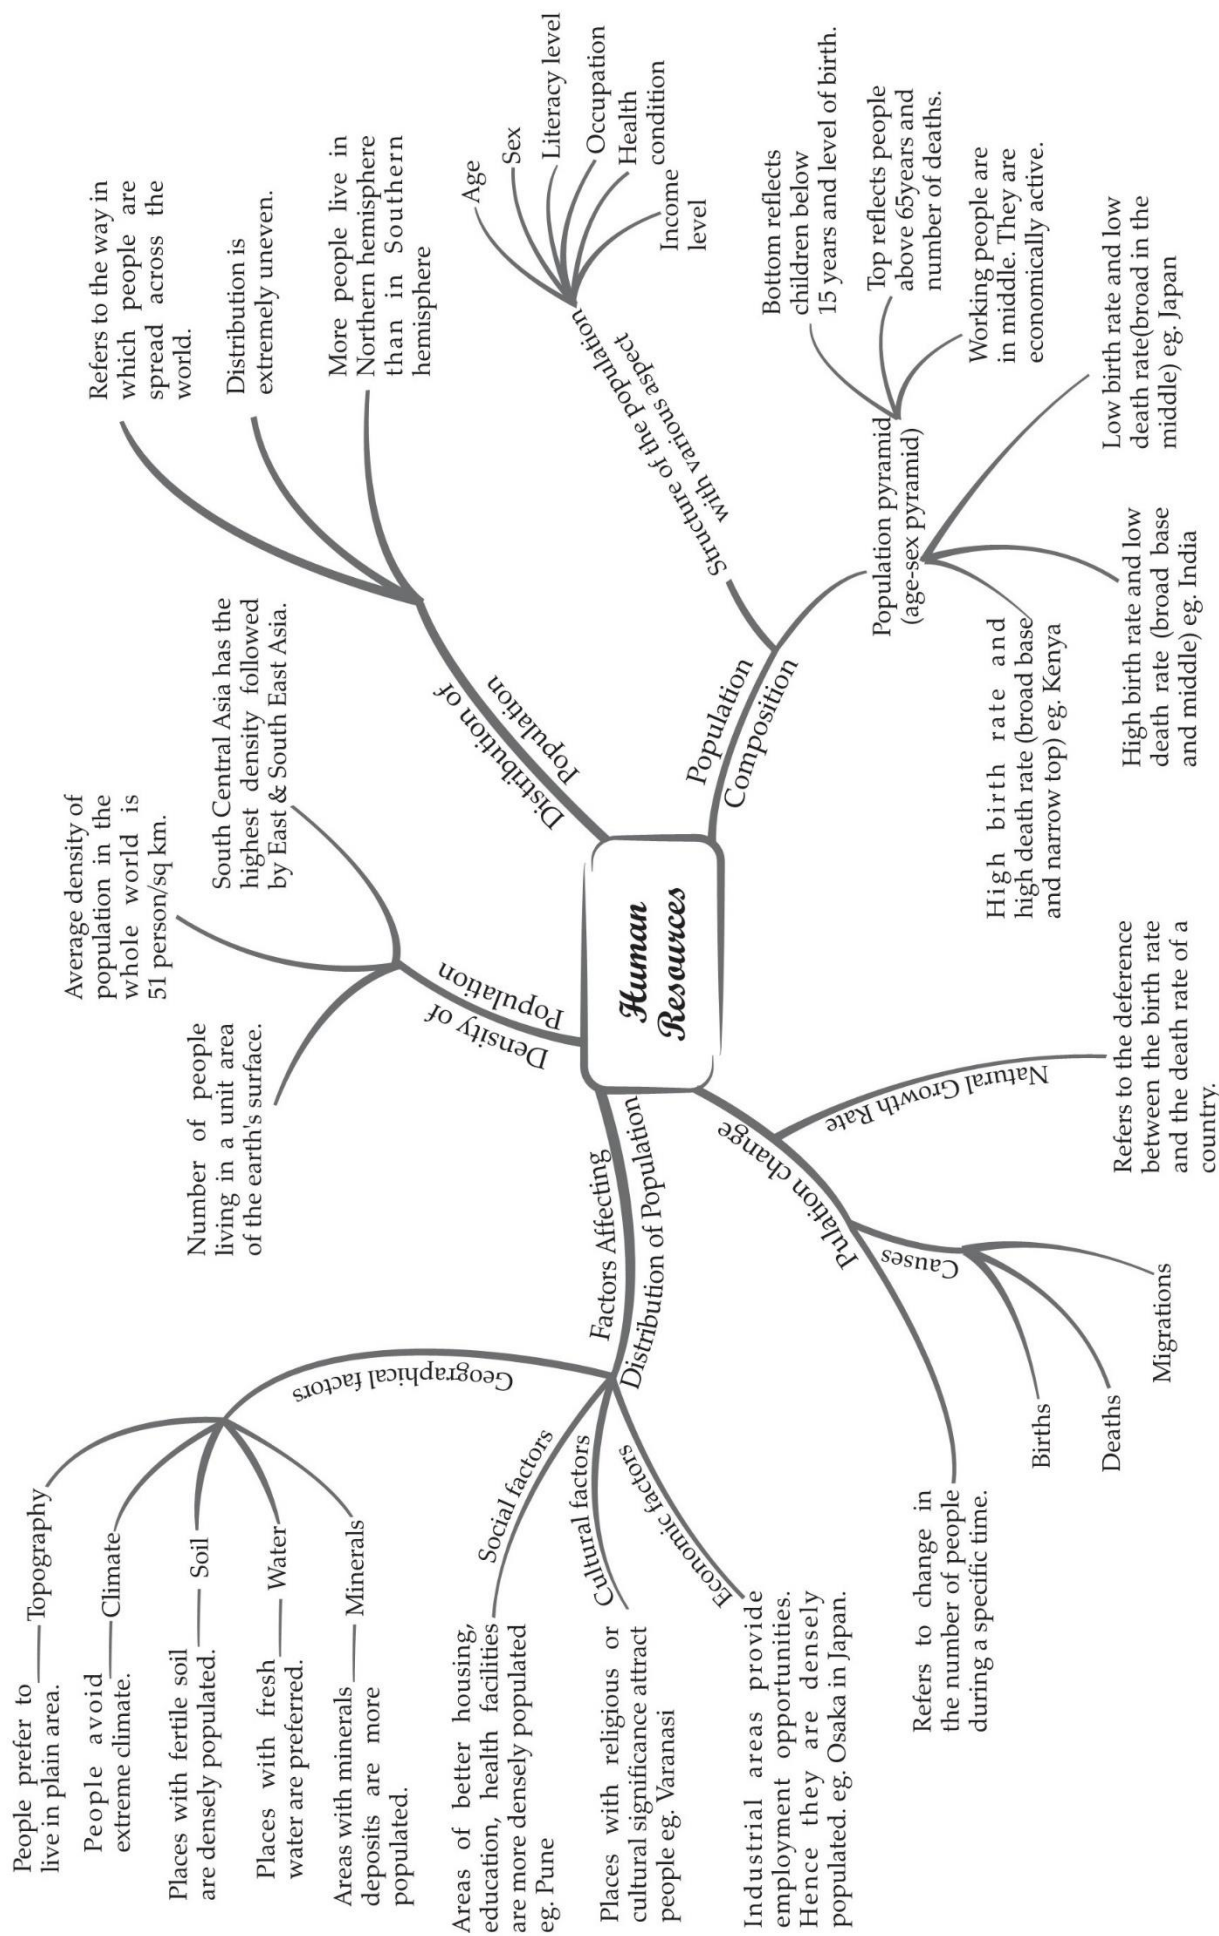 Human
Resources
Distribution of
Population
Refers to the way in
which people are
spread across the
world.
Distribution is
extremely uneven.
More people live in
Northern hemisphere
than in Southern
hemisphere
Population
Composition
Structure of the population
with various aspect
Age
Sex
Literacy level
Occupation
Health
condition
Income
level
Population pyramid
(age-sex pyramid)
Bottom reflects
children below
15 years and level of birth.
Top reflects people
above 65years and
number of deaths.
Working people are
in middle. They are
economically active.
Low birth rate and low
death rate(broad in the
middle) eg. Japan
High birth rate and low
death rate (broad base
and middle) eg. India
High birth rate and
high death rate (broad base
and narrow top) eg. Kenya
Pulation change
Natural Growth Rate
Refers to the deference
between the birth rate
and the death rate of a
country.
Causes
Migrations
Deaths
Births
Refers to change in
the number of people
during a specific time.
Factors Affecting
Distribution of Population
Economic factors
Industrial areas provide
employment opportunities.
Hence they are densely
populated. eg. Osaka in Japan.
Cultural factors
Places with religious or
cultural significance attract
people eg. Varanasi
Social factors
Areas of better housing,
education, health facilities
are more densely populated
eg. Pune
Geographical factors
Minerals
Areas with minerals
deposits are more
populated.
Water
Places with fresh
water are preferred.
Soil
Places with fertile soil
are densely populated.
Climate
People avoid
extreme climate.
Topography
People prefer to
live in plain area.
Density of
Population
Number of people
living in a unit area
of the earth's surface.
Average density of
population in the
whole world is
51 person/sq km.
South Central Asia has the
highest density followed
by East & South East Asia.